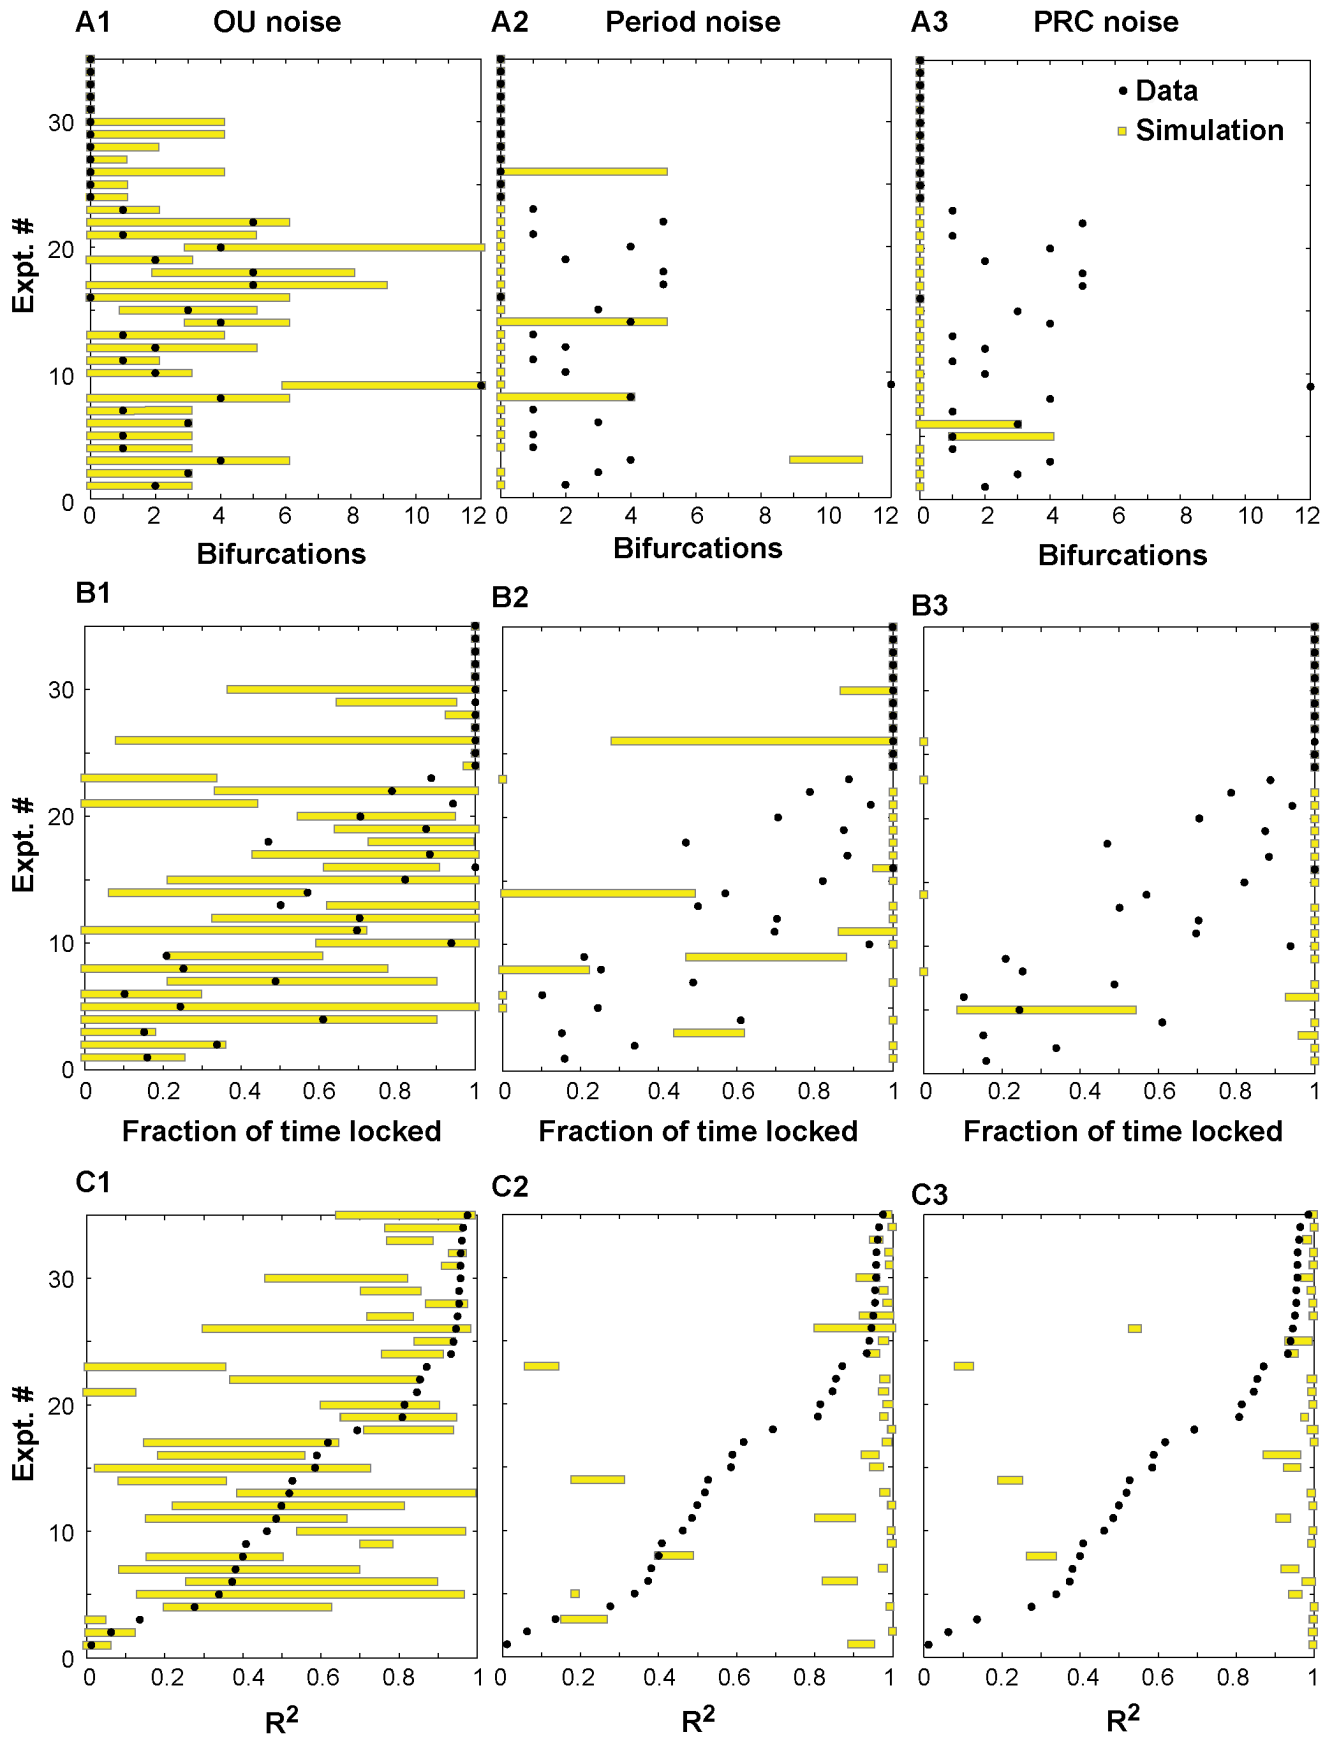 A1 OU noise A2 Period noise A3 PRC noise
Data
Simulation
30
20
10
0
Expt. #
0 2 4 6 8 10 12
0 2 4 6 8 10 12
0 2 4 6 8 10 12
Bifurcations Bifurcations Bifurcations
B1 B2 B3
30
20
10
0
Expt. #
0 0.2 0.4 0.6 0.8 1
0 0.2 0.4 0.6 0.8 1
0 0.2 0.4 0.6 0.8 1
Fraction of time locked Fraction of time locked Fraction of time locked
C1 C2 C3
30
20
10
0
Expt. #
0 0.2 0.4 0.6 0.8 1
0 0.2 0.4 0.6 0.8 1
0 0.2 0.4 0.6 0.8 1
R² R² R²